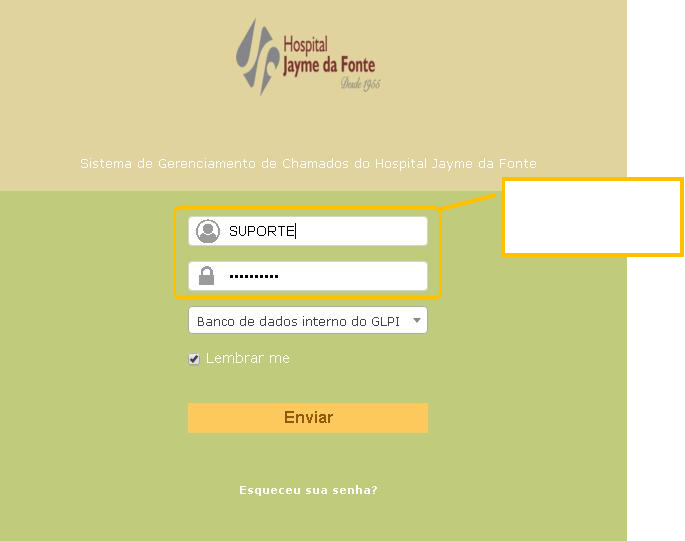 Hospital
Jayme da Fonte
Desde 1955
Sistema de Gerenciamento de Chamados do Hospital Jayme da Fonte
SUPORTE
••••••••••
Banco de dados interno do GLPI
Lembrar me
Enviar
Esqueceu sua senha?